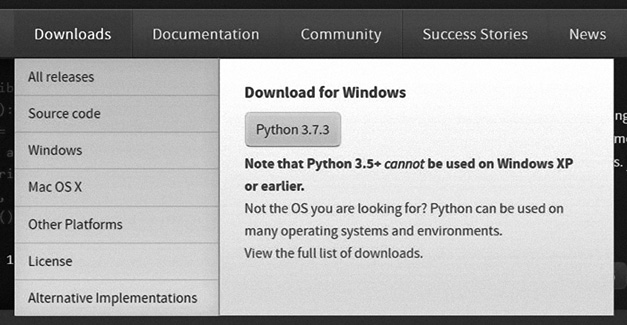 Downloads Documentation Community Success Stories News
All releases
Source code
Windows
Mac OS X
Other Platforms
License
Alternative Implementations
Download for Windows
Python 3.7.3
Note that Python 3.5+ cannot be used on Windows XP
or earlier.
Not the OS you are looking for? Python can be used on
many operating systems and environments.
View the full list of downloads.